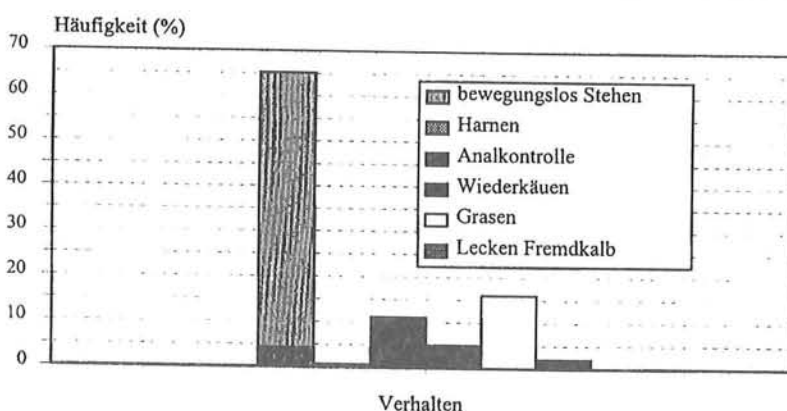 Häufigkeit (%)
70
60
50
40
30
20
10
0
bewegungslos Stehen
Harnen
Analkontrolle
Wiederkäuen
Grasen
Lecken Fremdkalb
Verhalten